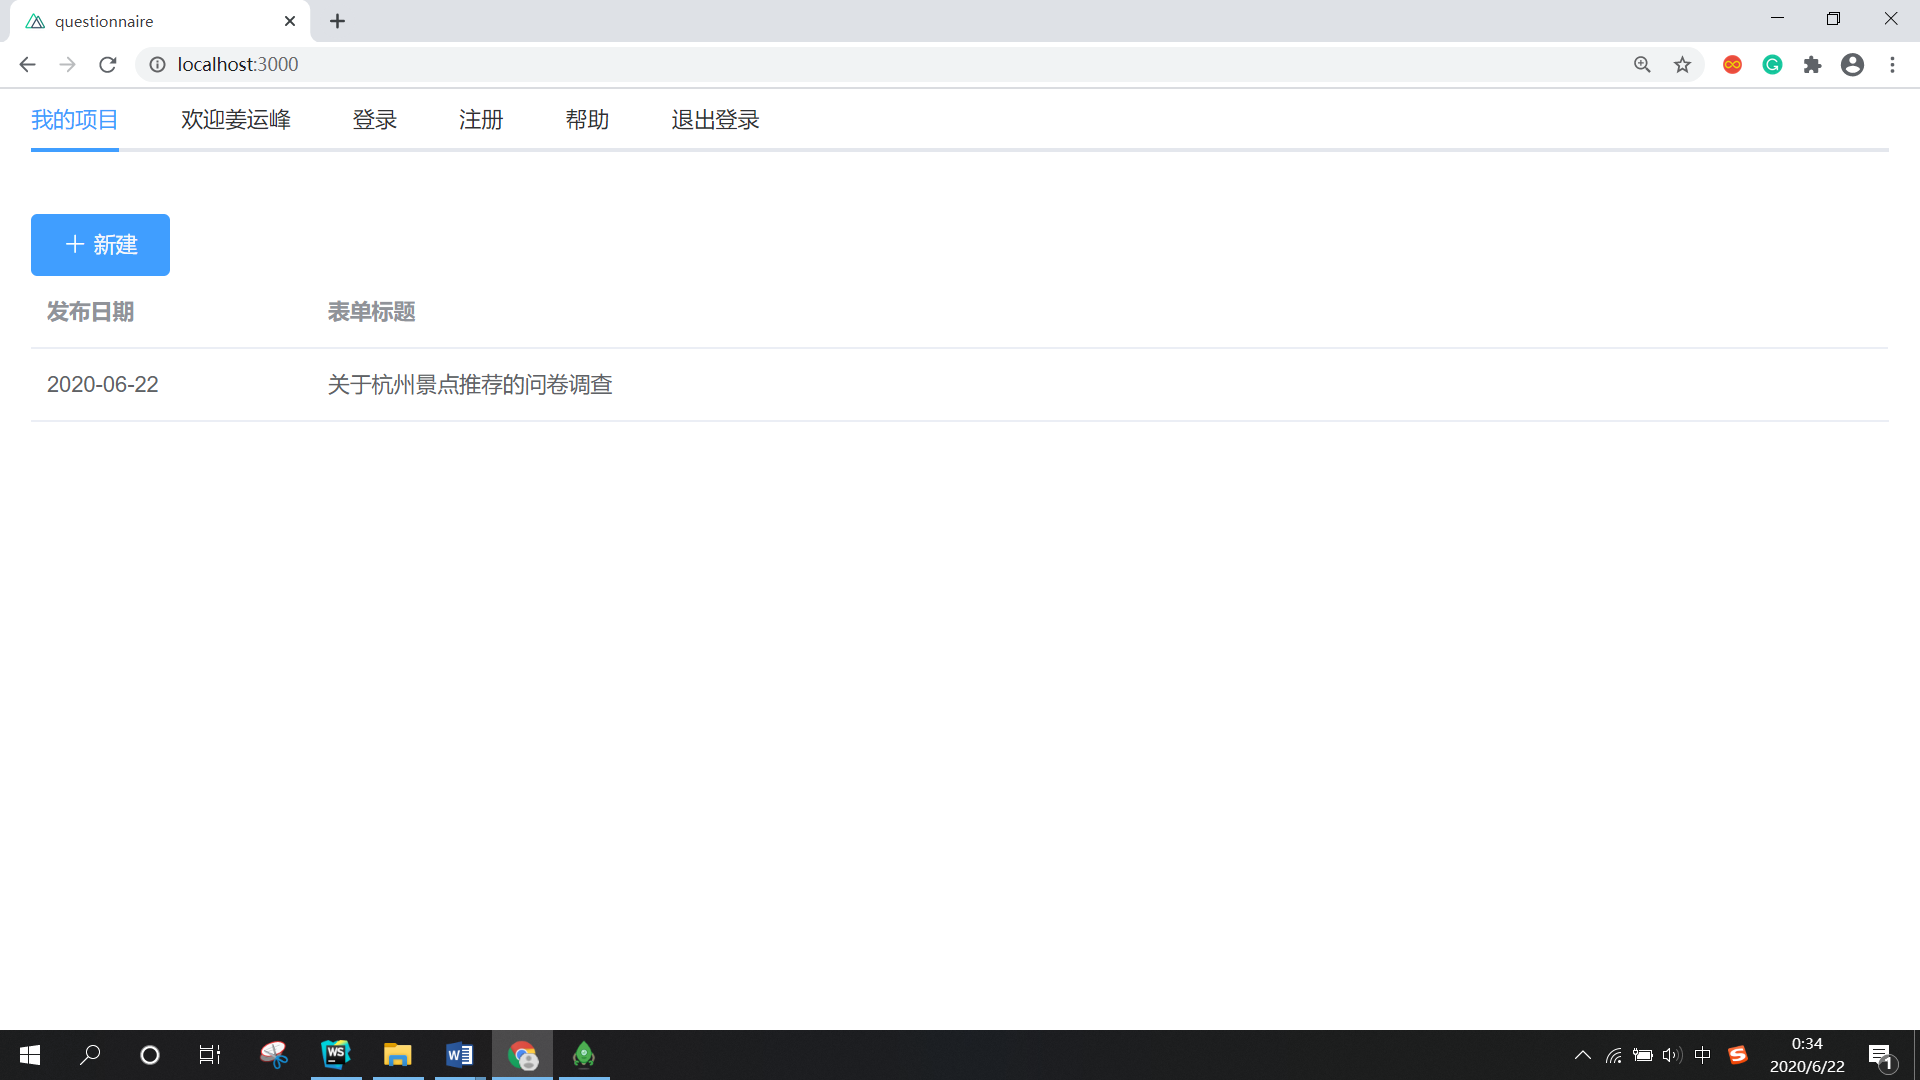 questionnaire
localhost:3000
我的项目 欢迎姜运峰 登录 注册 帮助 退出登录
新建
发布日期 表单标题
2020-06-22 关于杭州景点推荐的问卷调查
WS
W
中
S
0:34
2020/6/22
1